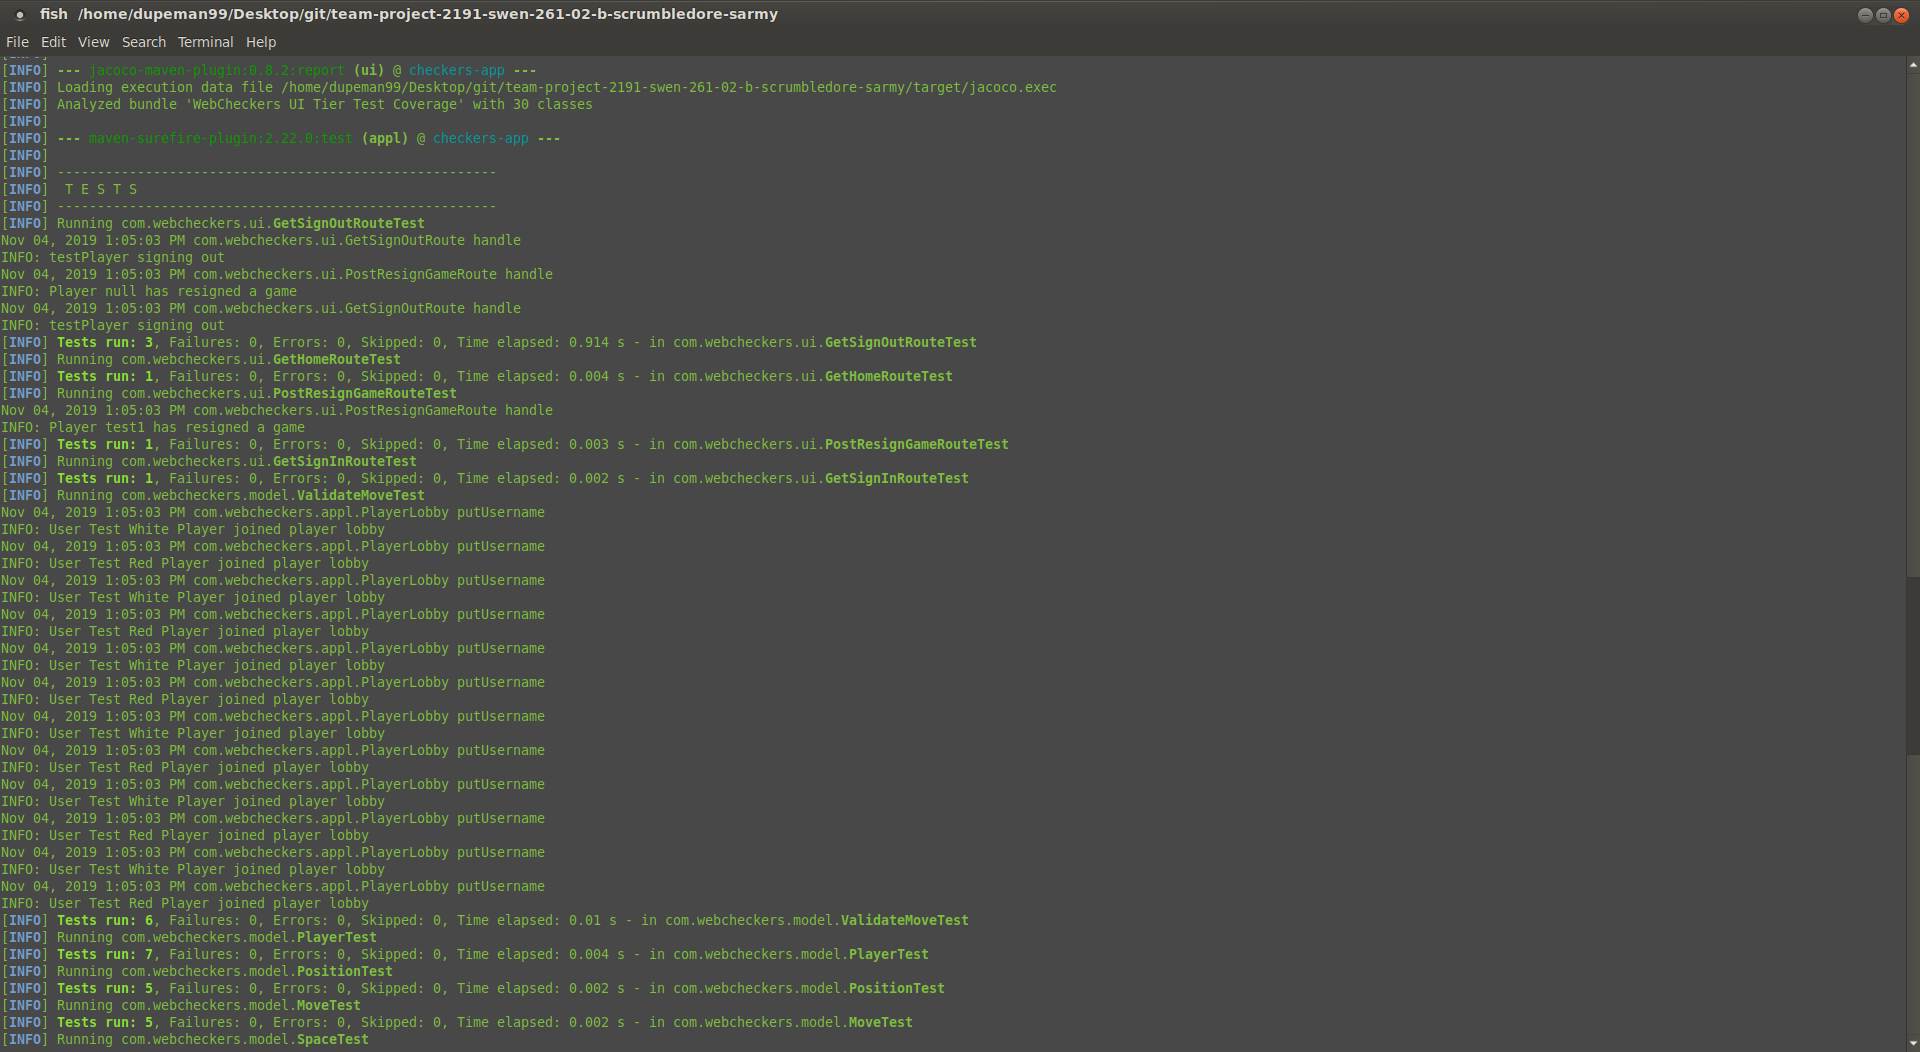 fish /home/dupeman99/Desktop/git/team-project-2191-swen-261-02-b-scrumbledore-sarmy
File Edit View Search Terminal Help
[INFO] --- jacoco-maven-plugin:0.8.2:report (ui) @ checkers-app ---
[INFO] Loading execution data file /home/dupeman99/Desktop/git/team-project-2191-swen-261-02-b-scrumbledore-sarmy/target/jacoco.exec
[INFO] Analyzed bundle 'WebCheckers UI Tier Test Coverage' with 30 classes
[INFO]
[INFO] --- maven-surefire-plugin:2.22.0:test (appl) @ checkers-app ---
[INFO]
[INFO] -------------------------------------------------------
[INFO]  T E S T S
[INFO] -------------------------------------------------------
[INFO] Running com.webcheckers.ui.GetSignOutRouteTest
Nov 04, 2019 1:05:03 PM com.webcheckers.ui.GetSignOutRoute handle
INFO: testPlayer signing out
Nov 04, 2019 1:05:03 PM com.webcheckers.ui.PostResignGameRoute handle
INFO: Player null has resigned a game
Nov 04, 2019 1:05:03 PM com.webcheckers.ui.GetSignOutRoute handle
INFO: testPlayer signing out
[INFO] Tests run: 3, Failures: 0, Errors: 0, Skipped: 0, Time elapsed: 0.914 s - in com.webcheckers.ui.GetSignOutRouteTest
[INFO] Running com.webcheckers.ui.GetHomeRouteTest
[INFO] Tests run: 1, Failures: 0, Errors: 0, Skipped: 0, Time elapsed: 0.004 s - in com.webcheckers.ui.GetHomeRouteTest
[INFO] Running com.webcheckers.ui.PostResignGameRouteTest
Nov 04, 2019 1:05:03 PM com.webcheckers.ui.PostResignGameRoute handle
INFO: Player test1 has resigned a game
[INFO] Tests run: 1, Failures: 0, Errors: 0, Skipped: 0, Time elapsed: 0.003 s - in com.webcheckers.ui.PostResignGameRouteTest
[INFO] Running com.webcheckers.ui.GetSignInRouteTest
[INFO] Tests run: 1, Failures: 0, Errors: 0, Skipped: 0, Time elapsed: 0.002 s - in com.webcheckers.ui.GetSignInRouteTest
[INFO] Running com.webcheckers.model.ValidateMoveTest
Nov 04, 2019 1:05:03 PM com.webcheckers.appl.PlayerLobby putUsername
INFO: User Test White Player joined player lobby
Nov 04, 2019 1:05:03 PM com.webcheckers.appl.PlayerLobby putUsername
INFO: User Test Red Player joined player lobby
Nov 04, 2019 1:05:03 PM com.webcheckers.appl.PlayerLobby putUsername
INFO: User Test White Player joined player lobby
Nov 04, 2019 1:05:03 PM com.webcheckers.appl.PlayerLobby putUsername
INFO: User Test Red Player joined player lobby
Nov 04, 2019 1:05:03 PM com.webcheckers.appl.PlayerLobby putUsername
INFO: User Test White Player joined player lobby
Nov 04, 2019 1:05:03 PM com.webcheckers.appl.PlayerLobby putUsername
INFO: User Test Red Player joined player lobby
Nov 04, 2019 1:05:03 PM com.webcheckers.appl.PlayerLobby putUsername
INFO: User Test White Player joined player lobby
Nov 04, 2019 1:05:03 PM com.webcheckers.appl.PlayerLobby putUsername
INFO: User Test Red Player joined player lobby
Nov 04, 2019 1:05:03 PM com.webcheckers.appl.PlayerLobby putUsername
INFO: User Test White Player joined player lobby
Nov 04, 2019 1:05:03 PM com.webcheckers.appl.PlayerLobby putUsername
INFO: User Test Red Player joined player lobby
Nov 04, 2019 1:05:03 PM com.webcheckers.appl.PlayerLobby putUsername
INFO: User Test White Player joined player lobby
Nov 04, 2019 1:05:03 PM com.webcheckers.appl.PlayerLobby putUsername
INFO: User Test Red Player joined player lobby
[INFO] Tests run: 6, Failures: 0, Errors: 0, Skipped: 0, Time elapsed: 0.01 s - in com.webcheckers.model.ValidateMoveTest
[INFO] Running com.webcheckers.model.PlayerTest
[INFO] Tests run: 7, Failures: 0, Errors: 0, Skipped: 0, Time elapsed: 0.004 s - in com.webcheckers.model.PlayerTest
[INFO] Running com.webcheckers.model.PositionTest
[INFO] Tests run: 5, Failures: 0, Errors: 0, Skipped: 0, Time elapsed: 0.002 s - in com.webcheckers.model.PositionTest
[INFO] Running com.webcheckers.model.MoveTest
[INFO] Tests run: 5, Failures: 0, Errors: 0, Skipped: 0, Time elapsed: 0.002 s - in com.webcheckers.model.MoveTest
[INFO] Running com.webcheckers.model.SpaceTest